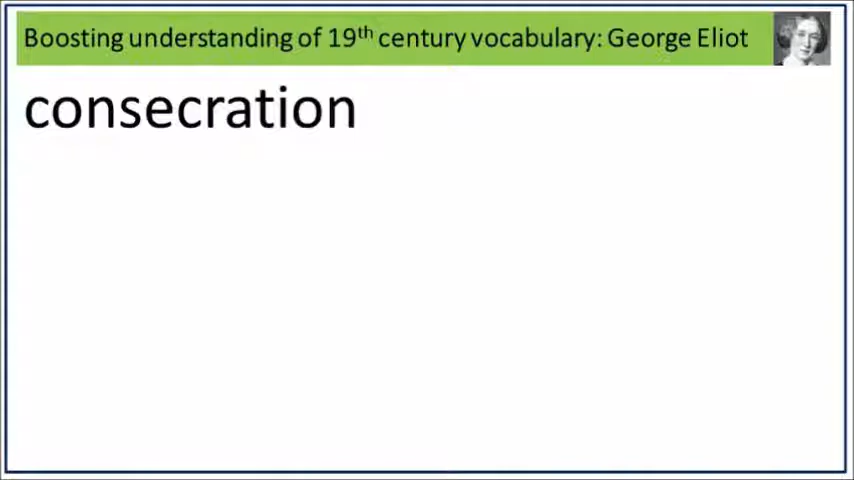 Boosting understanding of 19th century vocabulary: George Eliot
consecration